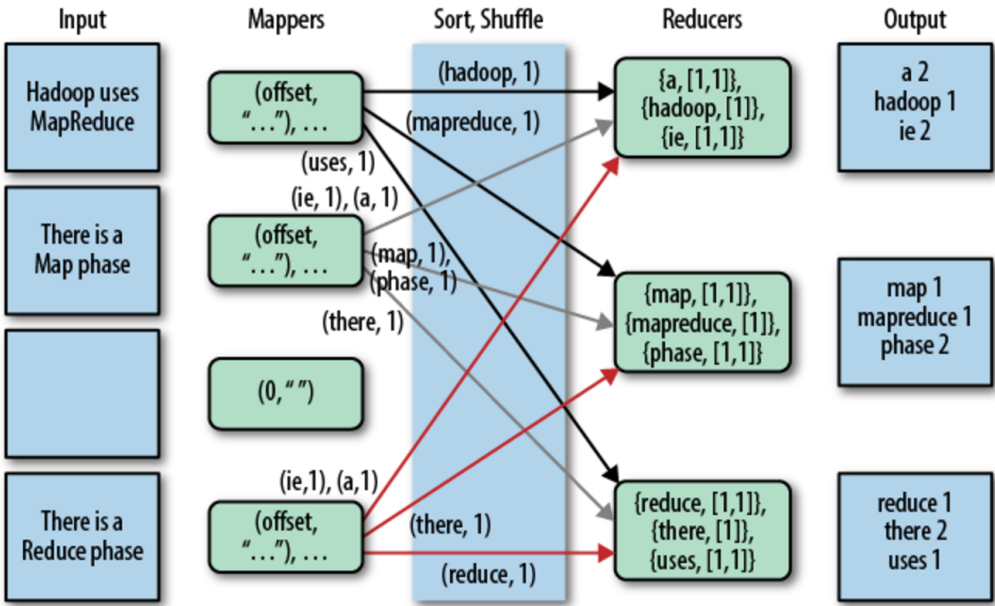 Input
Mappers
Sort, Shuffle
Reducers
Output
Hadoop uses
MapReduce
There is a
Map phase
There is a
Reduce phase
(offset,
“…”), …
(offset,
“…”), …
(0, “ ”)
(offset,
“…”), …
(hadoop, 1)
(mapreduce, 1)
(uses, 1)
(ie, 1), (a, 1)
(map, 1),
(phase, 1)
(there, 1)
(ie,1), (a,1)
(there, 1)
(reduce, 1)
{a, [1,1]},
{hadoop, [1]},
{ie, [1,1]}
{map, [1,1]},
{mapreduce, [1]},
{phase, [1,1]}
{reduce, [1,1]},
{there, [1]},
{uses, [1,1]}
a 2
hadoop 1
ie 2
map 1
mapreduce 1
phase 2
reduce 1
there 2
uses 1